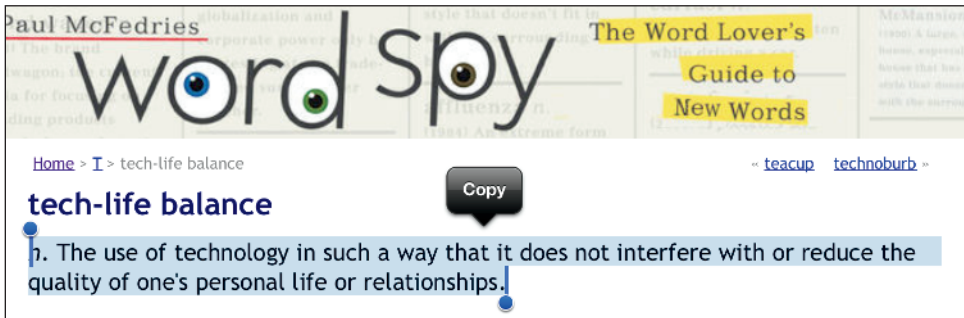 Paul McFedries
word spy
The Word Lover's
Guide to
New Words
Home > T > tech-life balance
« teacup technoburb »
Copy
tech-life balance
n. The use of technology in such a way that it does not interfere with or reduce the
quality of one's personal life or relationships.